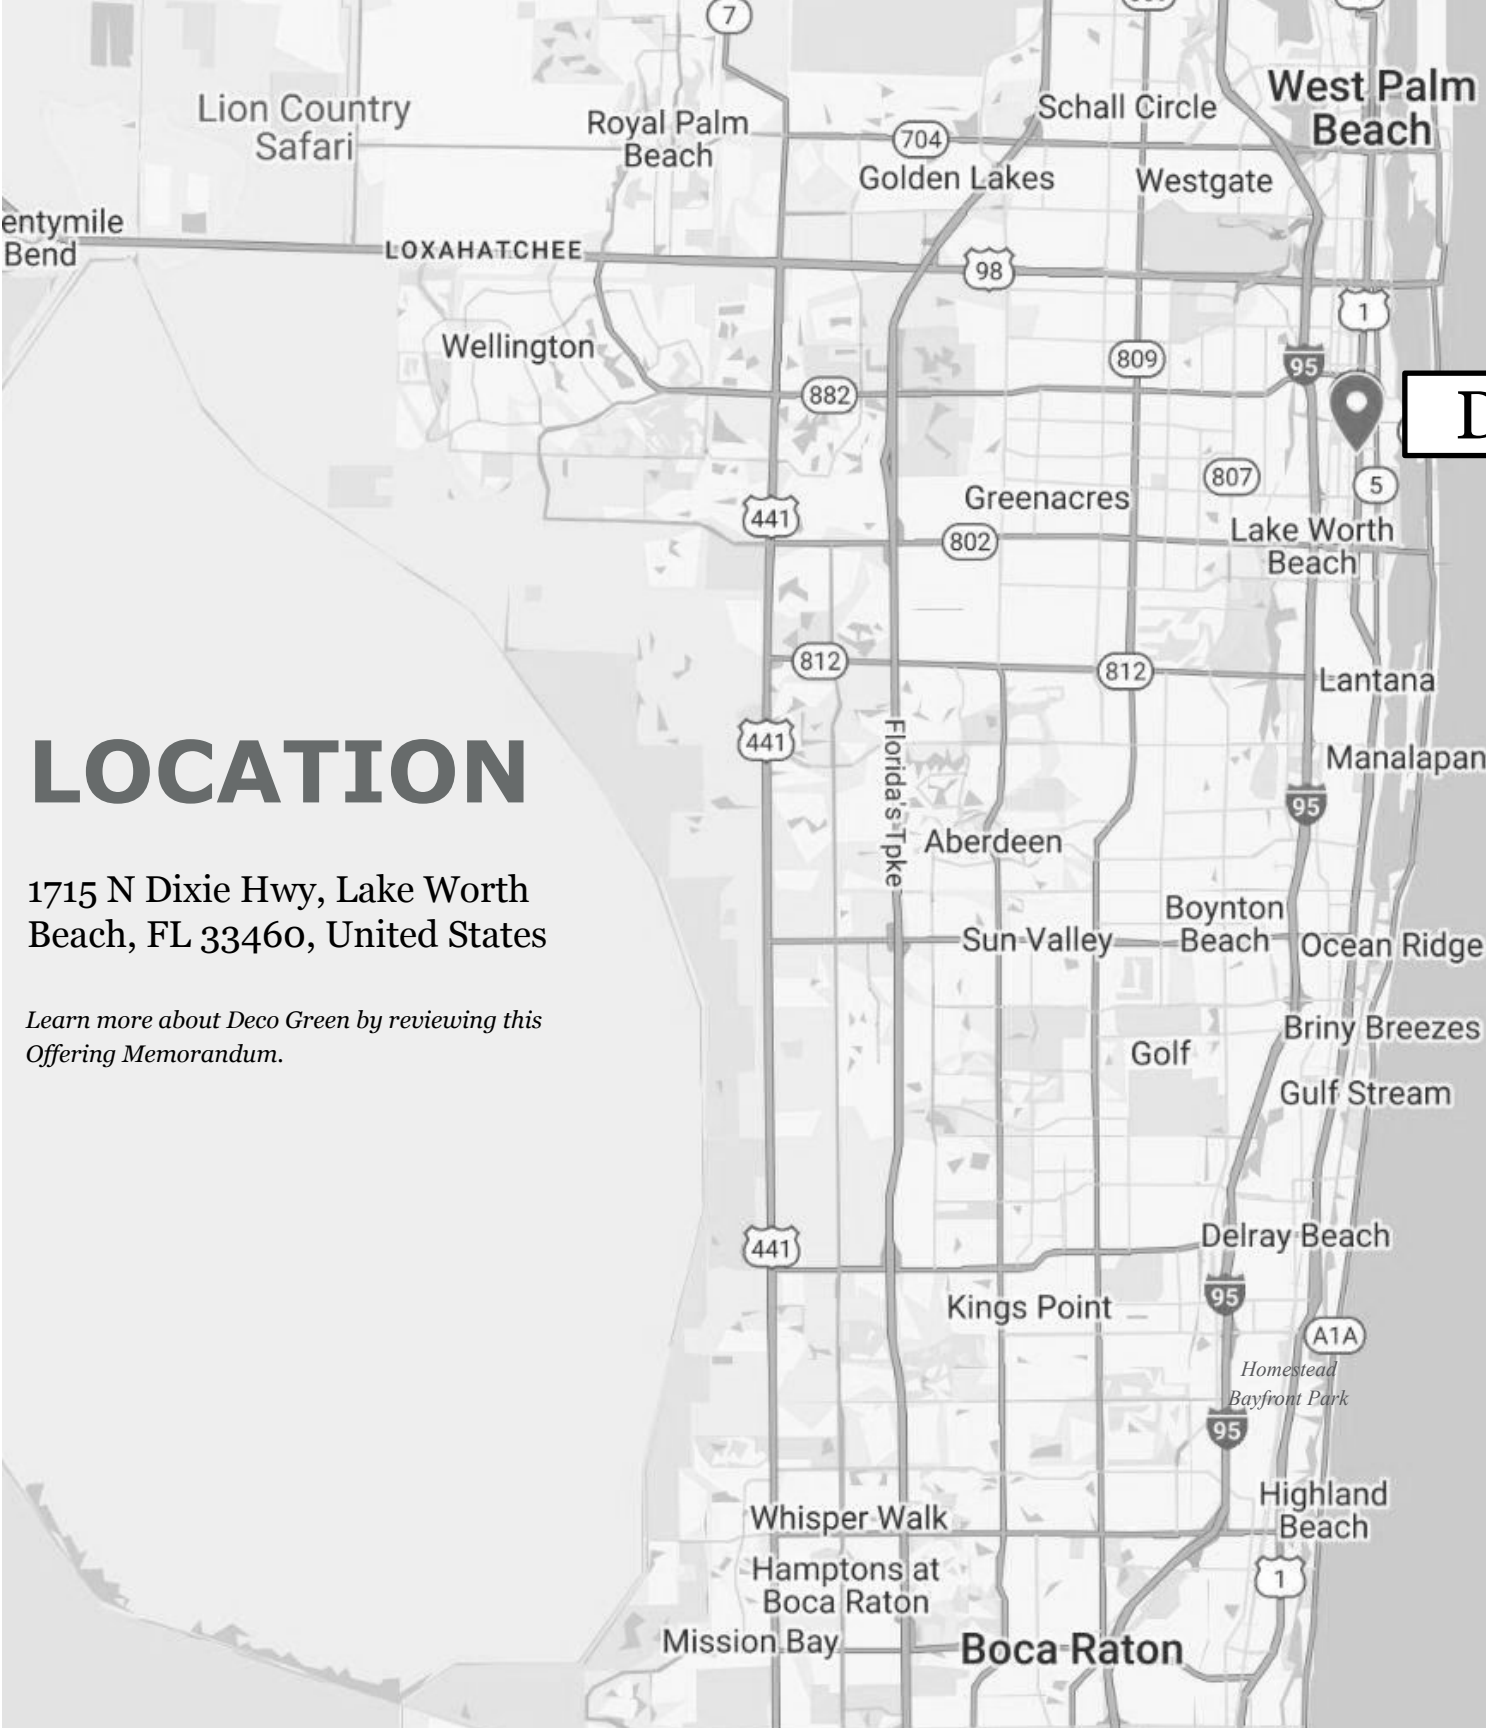 7
West Palm
Beach
Lion Country
Safari
Schall Circle
Royal Palm
Beach
704
Golden Lakes
Westgate
entymile
Bend
LOXAHATCHEE
98
1
Wellington
809
95
882
D
807
5
Greenacres
441
802
Lake Worth
Beach
812
812
Lantana
441
Florida's Tpke
Manalapan
LOCATION
95
Aberdeen
1715 N Dixie Hwy, Lake Worth
Beach, FL 33460, United States
Boynton
Beach
Sun Valley
Ocean Ridge
Learn more about Deco Green by reviewing this
Offering Memorandum.
Briny Breezes
Golf
Gulf Stream
Delray Beach
441
95
Kings Point
A1A
Homestead
Bayfront Park
95
Highland
Beach
Whisper Walk
Hamptons at
Boca Raton
1
Mission Bay
Boca Raton